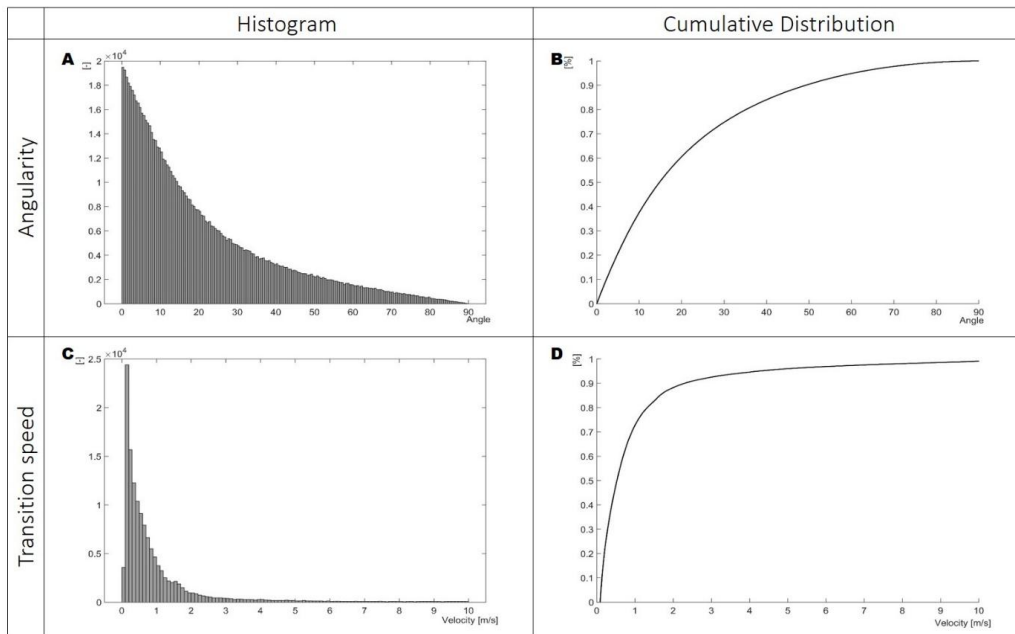 Histogram
Cumulative Distribution
Angularity
A
×10⁴
[-]
2
1.8
1.6
1.4
1.2
1
0.8
0.6
0.4
0.2
0
0 10 20 30 40 50 60 70 80 90
Angle
B
[%]
1
0.9
0.8
0.7
0.6
0.5
0.4
0.3
0.2
0.1
0
0 10 20 30 40 50 60 70 80 90
Angle
Transition speed
C
×10⁴
[-]
2.5
2
1.5
1
0.5
0
0 1 2 3 4 5 6 7 8 9 10
Velocity [m/s]
D
[%]
1
0.9
0.8
0.7
0.6
0.5
0.4
0.3
0.2
0.1
0
0 1 2 3 4 5 6 7 8 9 10
Velocity [m/s]